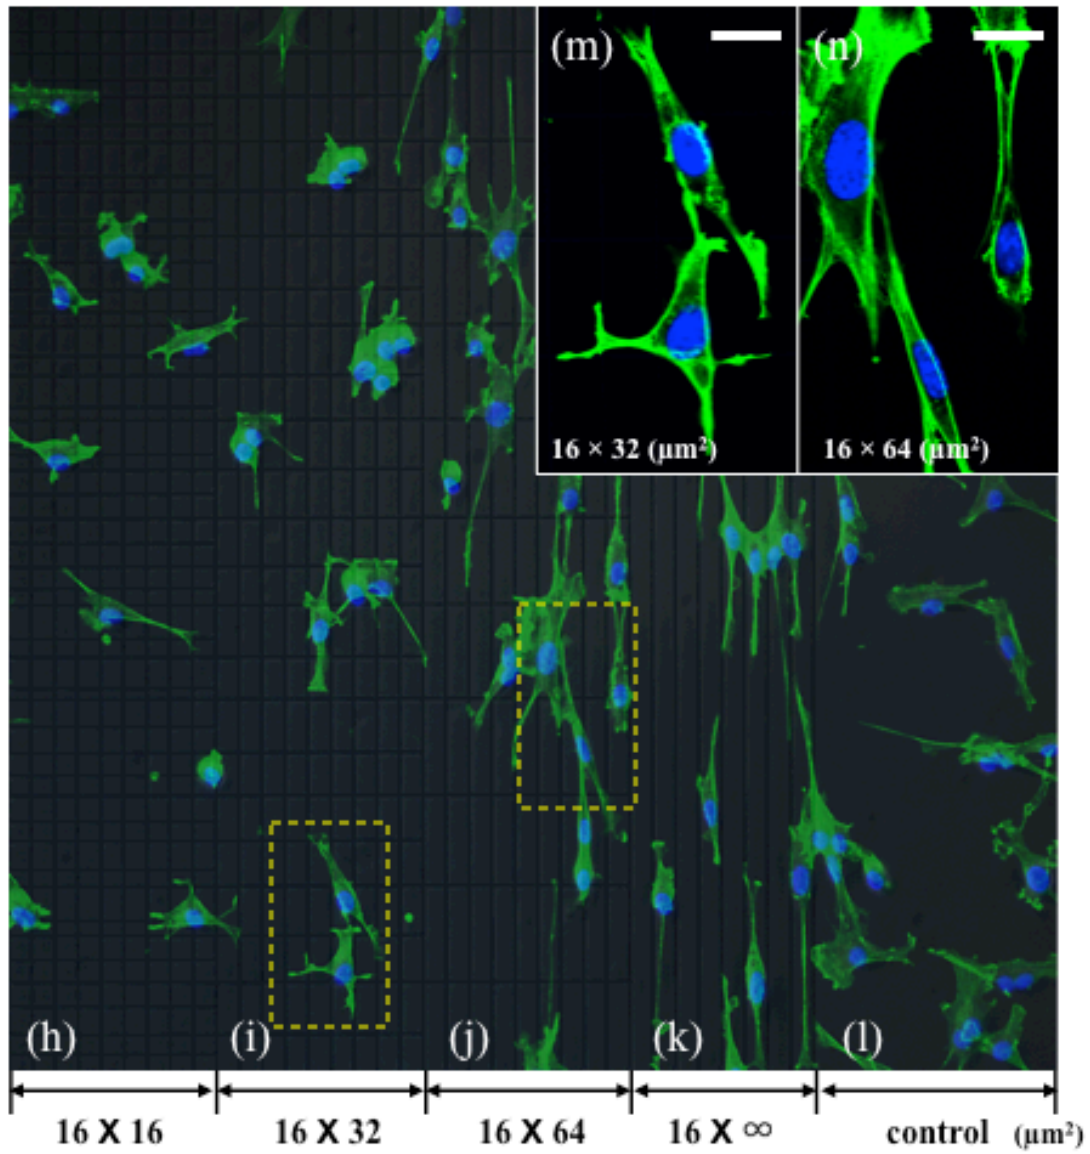 (m) (n)
16 × 32 (μm²) 16 × 64 (μm²)
(h) (i) (j) (k) (l)
16 X 16 16 X 32 16 X 64 16 X ∞ control (μm²)